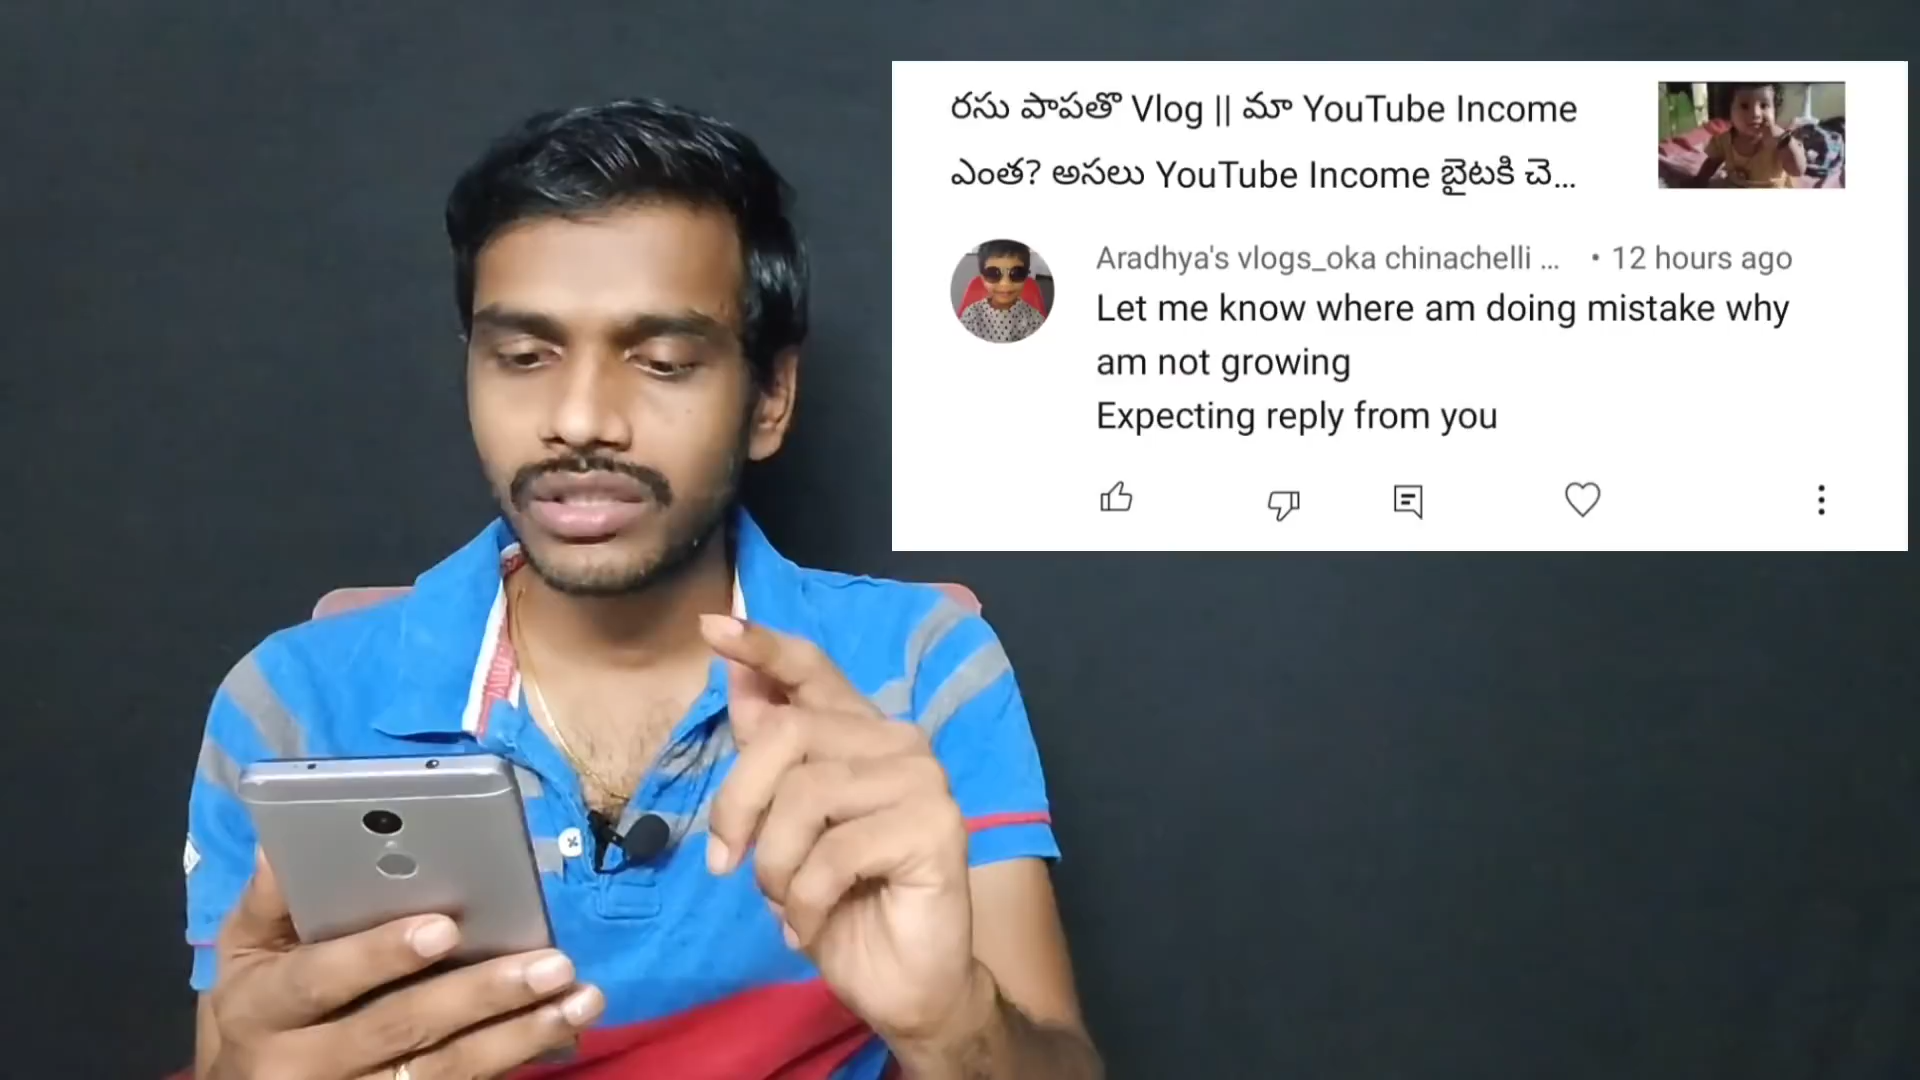 రసు పాపతొ Vlog || మా YouTube Income
ఎంత? అసలు YouTube Income బైటకి చె...
Aradhya's vlogs_oka chinachelli ... • 12 hours ago
Let me know where am doing mistake why
am not growing
Expecting reply from you